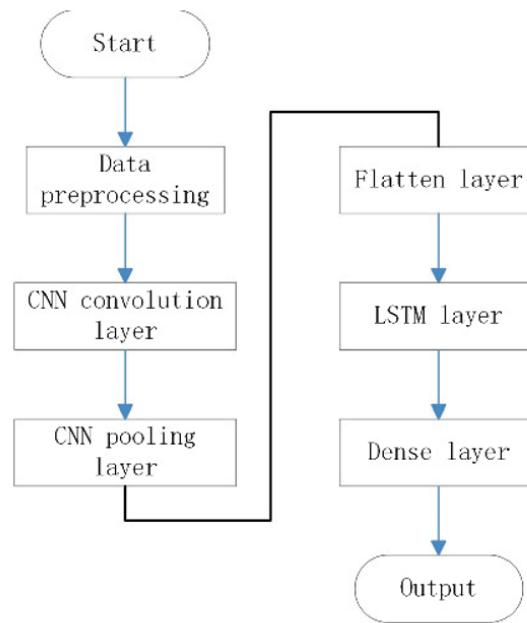 Start
Data
preprocessing
CNN convolution
layer
CNN pooling
layer
Flatten layer
LSTM layer
Dense layer
Output